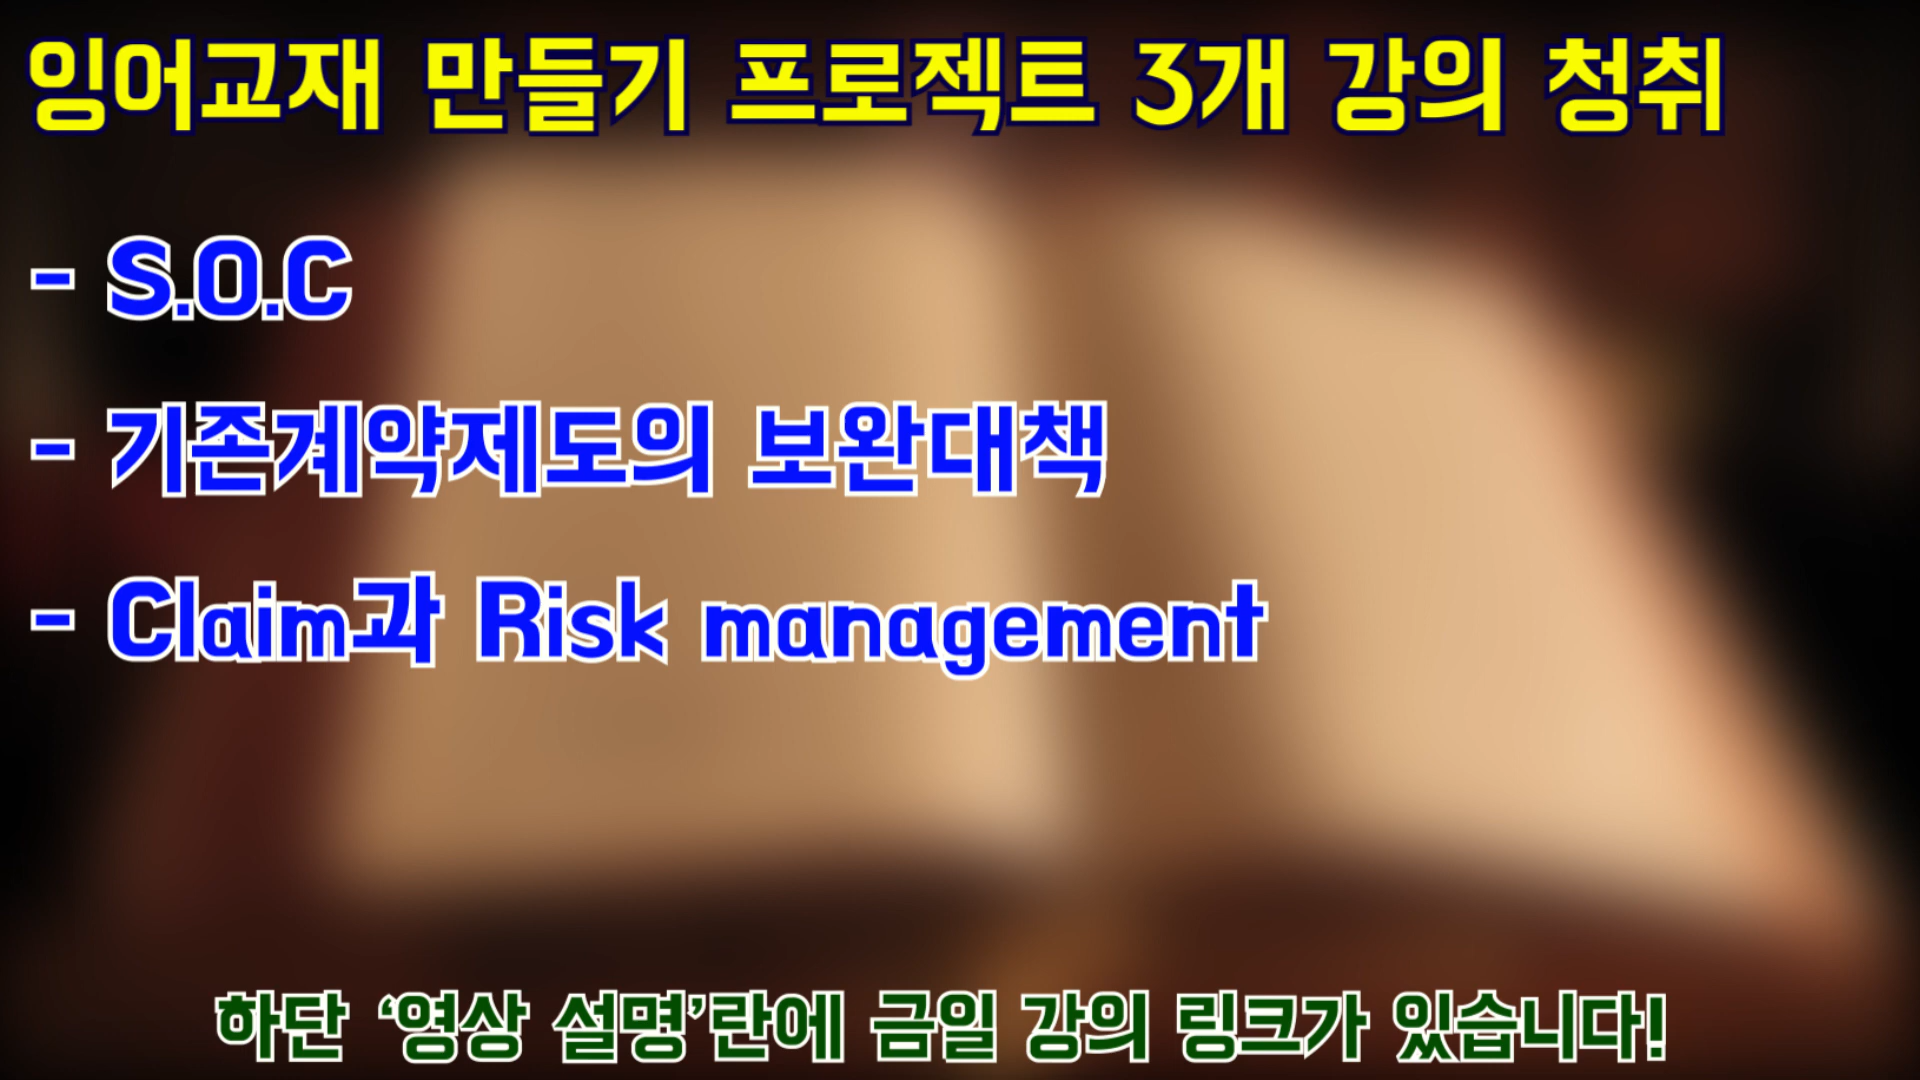 잉어교재 만들기 프로젝트 3개 강의 청취
- S.O.C
- 기존계약제도의 보완대책
- Claim과 Risk management
하단 ‘영상 설명’란에 금일 강의 링크가 있습니다!